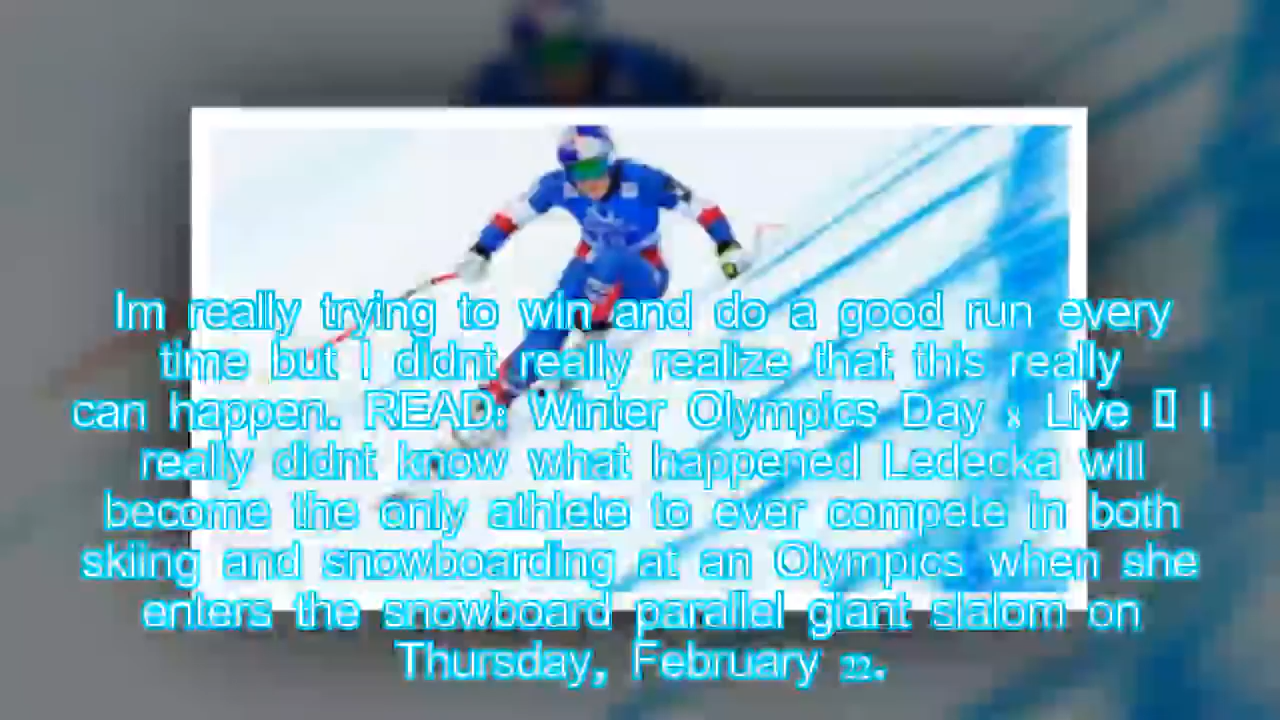 Im really trying to win and do a good run every
time but I didnt really realize that this really
can happen. READ: Winter Olympics Day 8 Live  I
really didnt know what happened Ledecka will
become the only athlete to ever compete in both
skiing and snowboarding at an Olympics when she
enters the snowboard parallel giant slalom on
Thursday, February 22.